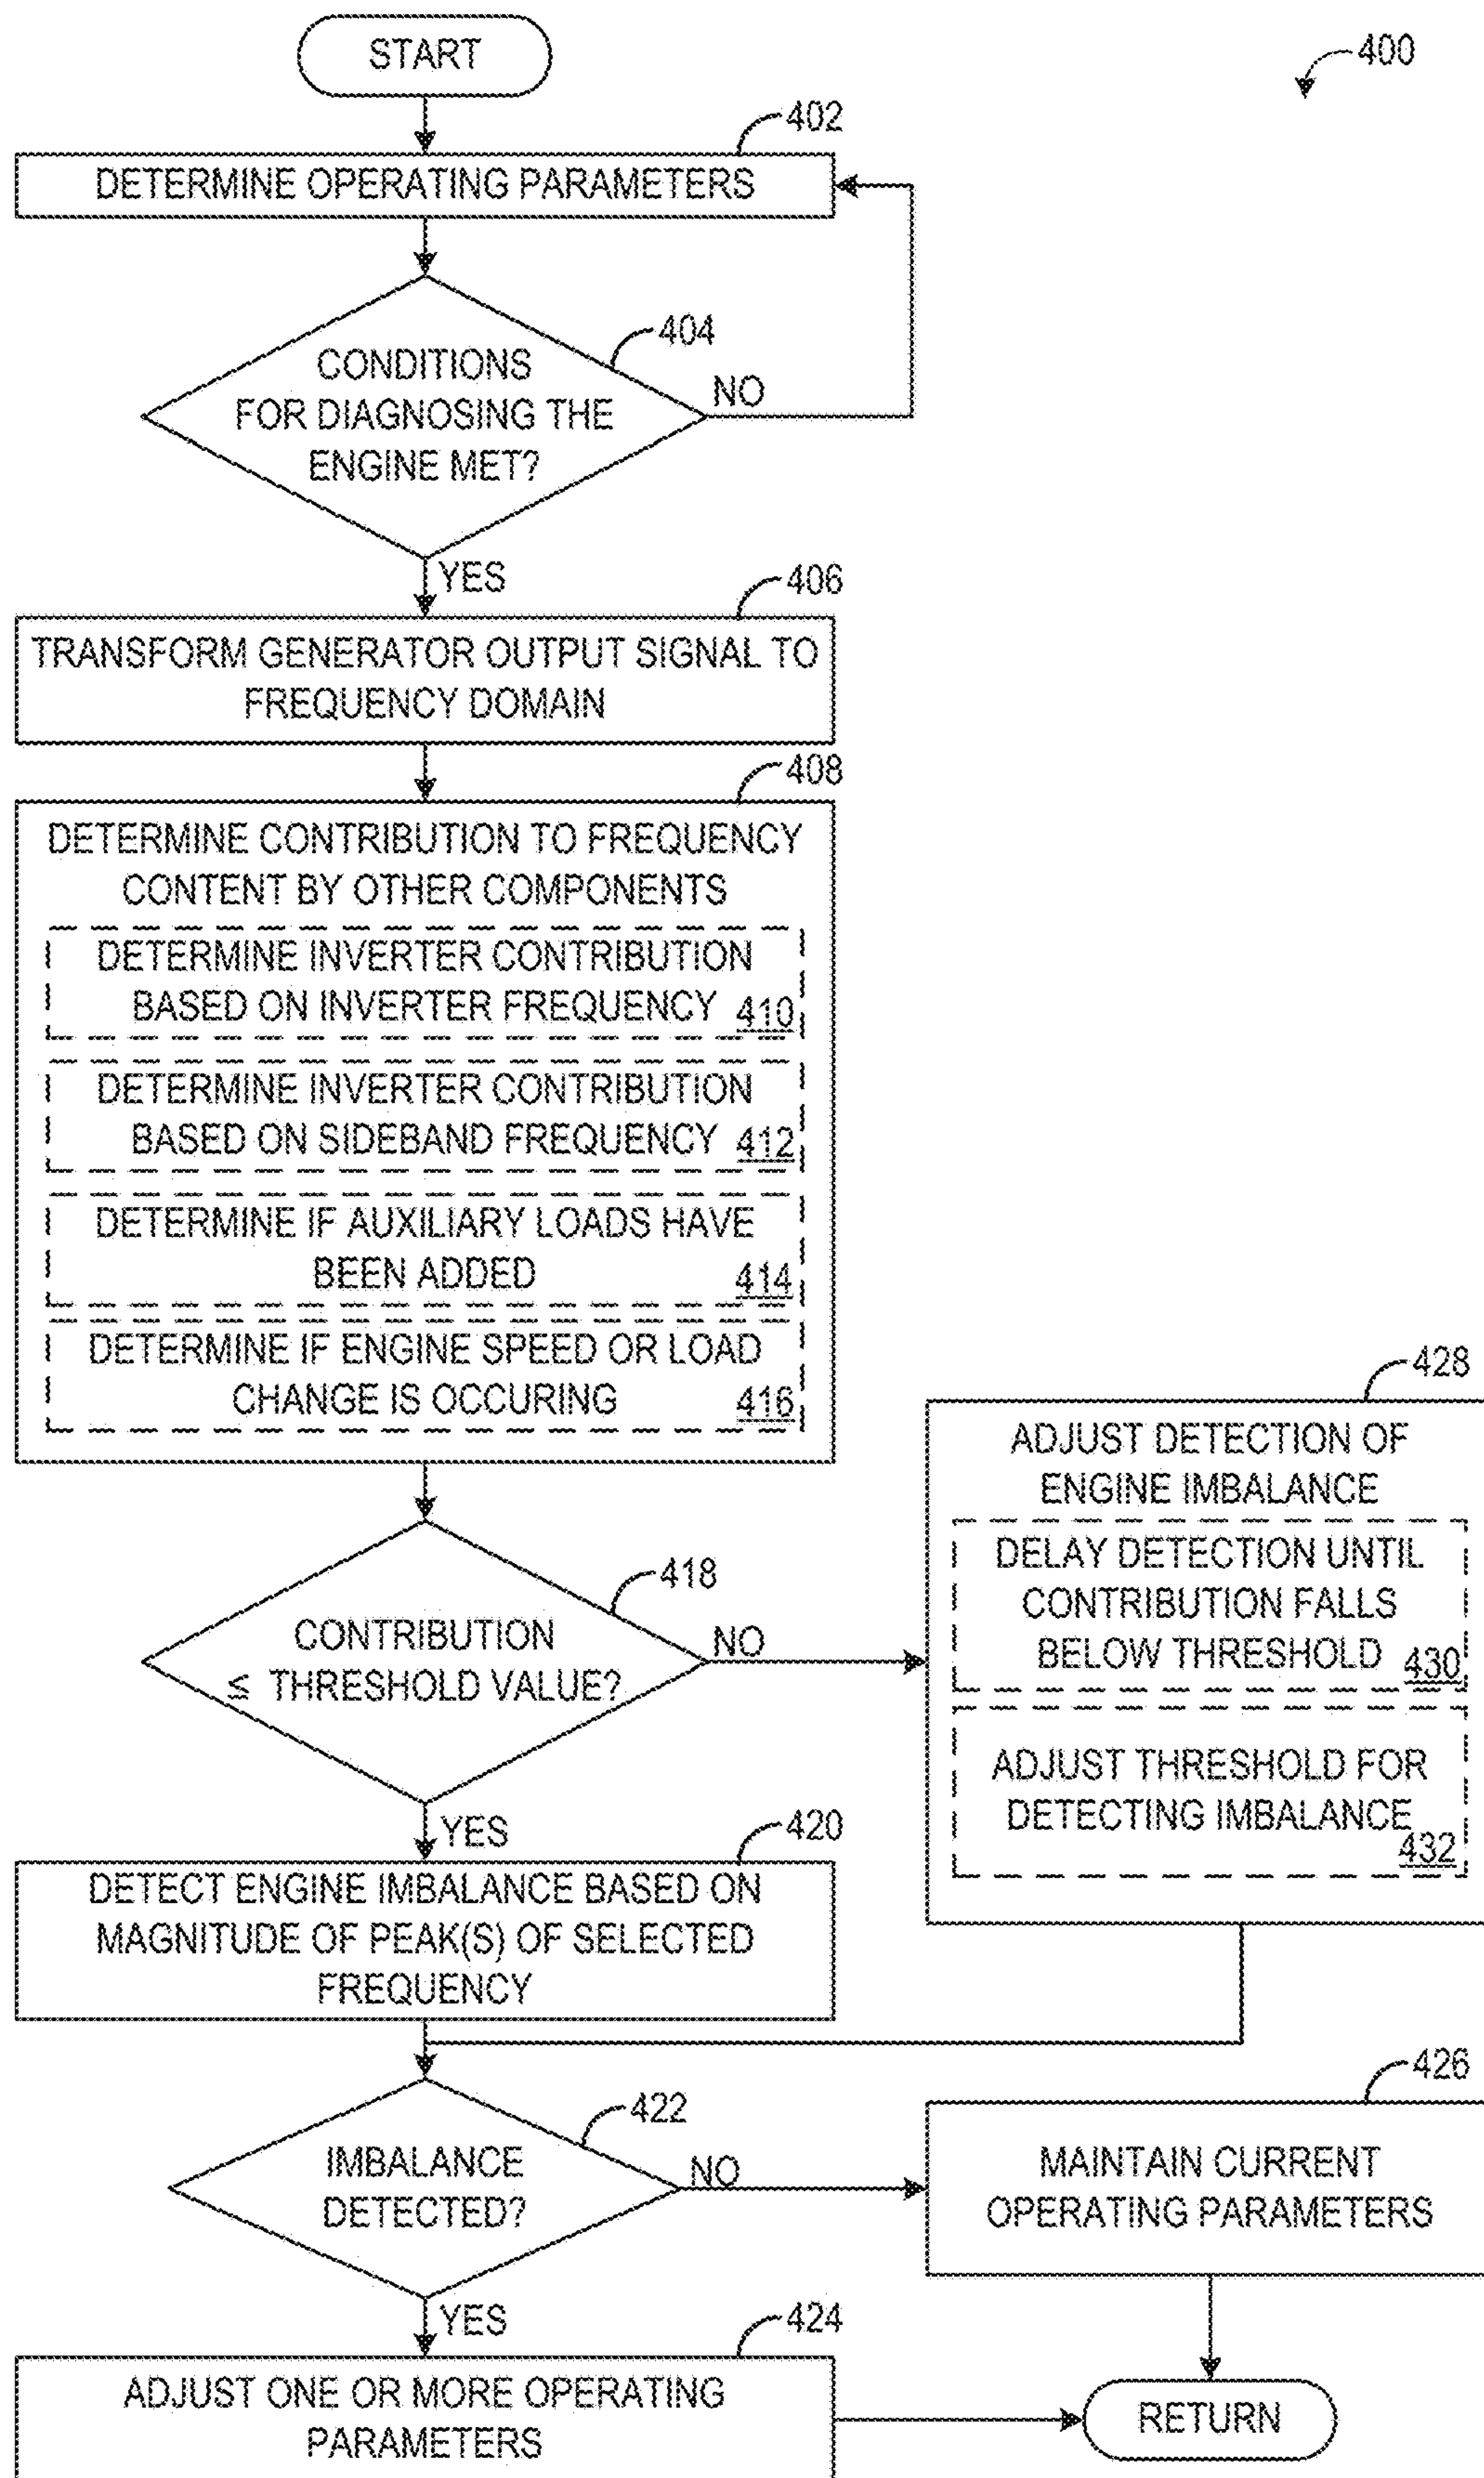 START
400
402
DETERMINE OPERATING PARAMETERS
404
CONDITIONS
FOR DIAGNOSING THE
ENGINE MET?
NO
YES
406
TRANSFORM GENERATOR OUTPUT SIGNAL TO
FREQUENCY DOMAIN
408
DETERMINE CONTRIBUTION TO FREQUENCY
CONTENT BY OTHER COMPONENTS
DETERMINE INVERTER CONTRIBUTION
BASED ON INVERTER FREQUENCY 410
DETERMINE INVERTER CONTRIBUTION
BASED ON SIDEBAND FREQUENCY 412
DETERMINE IF AUXILIARY LOADS HAVE
BEEN ADDED 414
DETERMINE IF ENGINE SPEED OR LOAD
CHANGE IS OCCURING 416
418
CONTRIBUTION
≦ THRESHOLD VALUE?
NO
YES
428
ADJUST DETECTION OF
ENGINE IMBALANCE
DELAY DETECTION UNTIL
CONTRIBUTION FALLS
BELOW THRESHOLD 430
ADJUST THRESHOLD FOR
DETECTING IMBALANCE
432
420
DETECT ENGINE IMBALANCE BASED ON
MAGNITUDE OF PEAK(S) OF SELECTED
FREQUENCY
422
IMBALANCE
DETECTED?
NO
YES
426
MAINTAIN CURRENT
OPERATING PARAMETERS
424
ADJUST ONE OR MORE OPERATING
PARAMETERS
RETURN